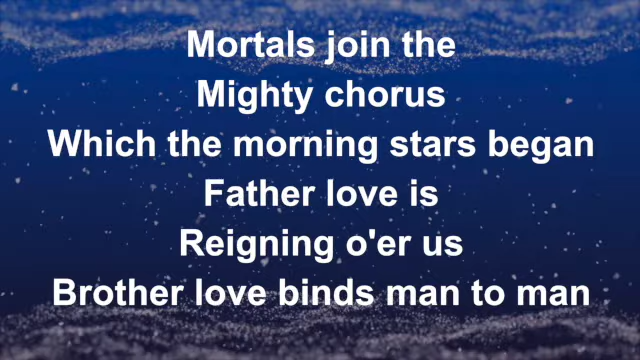 Mortals join the
Mighty chorus
Which the morning stars began
Father love is
Reigning o'er us
Brother love binds man to man